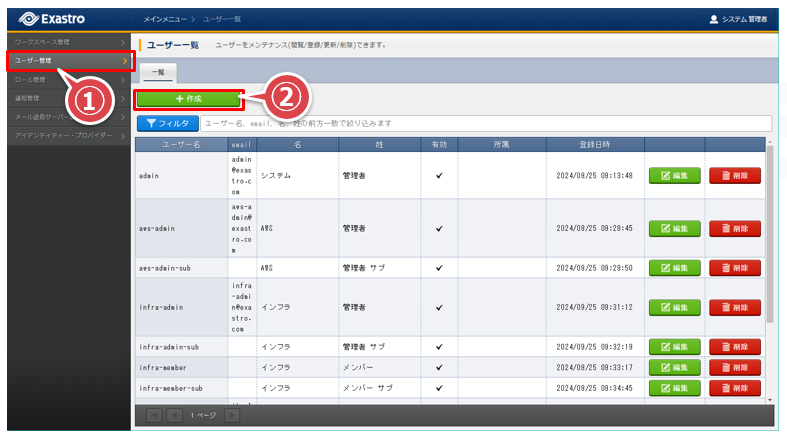 Exastro
メインメニュー > ユーザー一覧
システム 管理者
ワークスペース管理
ユーザー管理
ロール管理
通知管理
メール送信サーバー
アイデンティティー・プロバイダー
①
ユーザー一覧 ユーザーをメンテナンス(閲覧/登録/更新/削除)できます。
一覧
+ 作成
②
フィルタ ユーザー名、email、名、姓の前方一致で絞り込みます
ユーザー名 email 名 姓 有効 所属 登録日時
admin admin@exastro.com システム 管理者 ✓ 2024/09/25 09:13:48 編集 削除
aws-admin aws-admin@exastro.com AWS 管理者 ✓ 2024/09/25 09:28:45 編集 削除
aws-admin-sub AWS 管理者 サブ ✓ 2024/09/25 09:29:50 編集 削除
infra-admin infra-admin@exastro.com インフラ 管理者 ✓ 2024/09/25 09:31:12 編集 削除
infra-admin-sub インフラ 管理者 サブ ✓ 2024/09/25 09:32:19 編集 削除
infra-member インフラ メンバー ✓ 2024/09/25 09:33:17 編集 削除
infra-member-sub インフラ メンバー サブ ✓ 2024/09/25 09:34:45 編集 削除
1 ページ